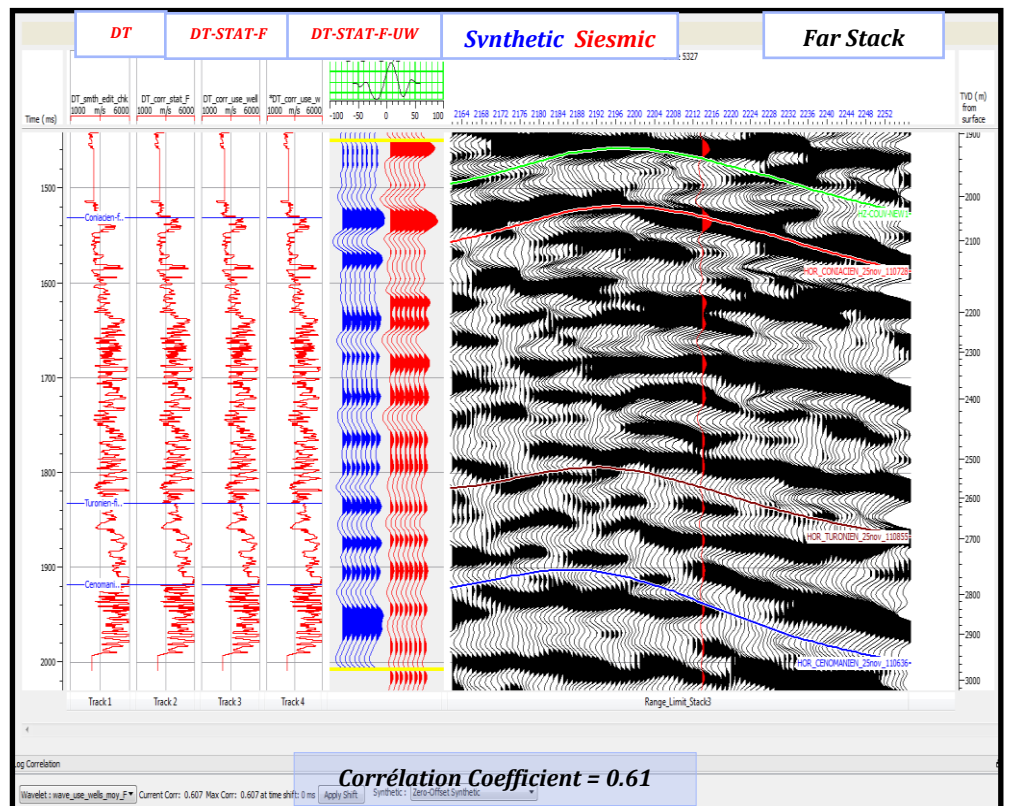 DT DT-STAT-F DT-STAT-F-UW Synthetic Siesmic Far Stack
5327
DT_smth_edit_chk DT_corr_stat_F DT_corr_use_well *DT_corr_use_w
Time (ms) 1000 m/s 6000 1000 m/s 6000 1000 m/s 6000 1000 m/s 6000 -100 -50 0 50 100
2164 2168 2172 2176 2180 2184 2188 2192 2196 2200 2204 2208 2212 2216 2220 2224 2228 2232 2236 2240 2244 2248 2252
TVD (m)
from
surface
1900
1500
2000
Coniacien-f..
HZ-COUV-NEW1
2100
HOR_CONIACIEN_25nov_110728
1600
2200
2300
1700
2400
1800
2500
Turonien-fi..
2600
HOR_TURONIEN_25nov_110855
2700
1900
Cenomani..
2800
2900
2000
HOR_CENOMANIEN_25nov_110636
3000
Track 1 Track 2 Track 3 Track 4 Range_Limit_Stack3
og Correlation
Corrélation Coefficient = 0.61
Wavelet : wave_use_wells_moy_F Current Corr: 0.607 Max Corr: 0.607 at time shift: 0 ms Apply Shift Synthetic : Zero-Offset Synthetic